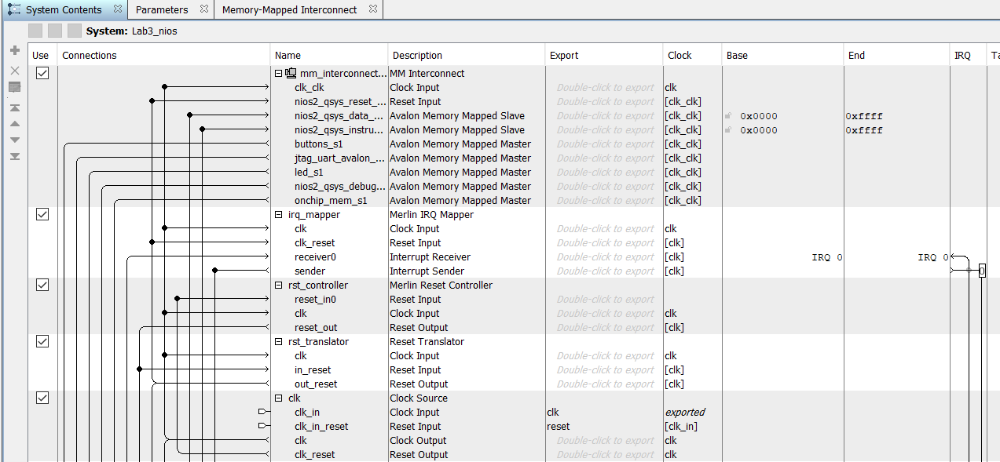 System Contents Parameters Memory-Mapped Interconnect
System: Lab3_nios
Use Connections Name Description Export Clock Base End IRQ Ta
mm_interconnect... MM Interconnect
clk_clk Clock Input Double-click to export clk
nios2_qsys_reset_... Reset Input Double-click to export [clk_clk]
nios2_qsys_data_... Avalon Memory Mapped Slave Double-click to export [clk_clk] 0x0000 0xffff
nios2_qsys_instru... Avalon Memory Mapped Slave Double-click to export [clk_clk] 0x0000 0xffff
buttons_s1 Avalon Memory Mapped Master Double-click to export [clk_clk]
jtag_uart_avalon_... Avalon Memory Mapped Master Double-click to export [clk_clk]
led_s1 Avalon Memory Mapped Master Double-click to export [clk_clk]
nios2_qsys_debug... Avalon Memory Mapped Master Double-click to export [clk_clk]
onchip_mem_s1 Avalon Memory Mapped Master Double-click to export [clk_clk]
irq_mapper Merlin IRQ Mapper
clk Clock Input Double-click to export clk
clk_reset Reset Input Double-click to export [clk]
receiver0 Interrupt Receiver Double-click to export [clk] IRQ 0 IRQ 0
sender Interrupt Sender Double-click to export [clk] 0
rst_controller Merlin Reset Controller
reset_in0 Reset Input Double-click to export
clk Clock Input Double-click to export clk
reset_out Reset Output Double-click to export [clk]
rst_translator Reset Translator
clk Clock Input Double-click to export clk
in_reset Reset Input Double-click to export [clk]
out_reset Reset Output Double-click to export [clk]
clk Clock Source
clk_in Clock Input clk exported
clk_in_reset Reset Input reset [clk_in]
clk Clock Output Double-click to export clk
clk_reset Reset Output Double-click to export clk